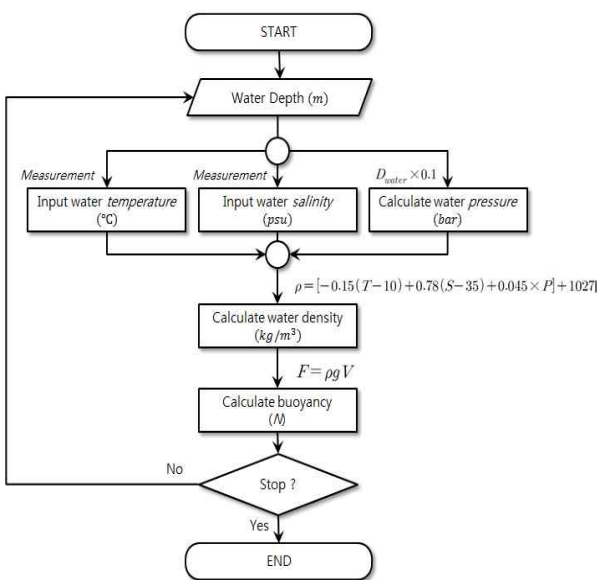 START
Water Depth (m)
Measurement
Input water temperature
(℃)
Measurement
Input water salinity
(psu)
D_water × 0.1
Calculate water pressure
(bar)
ρ=[−0.15(T−10)+0.78(S−35)+0.045×P]+1027]
Calculate water density
(kg/m³)
F=ρgV
Calculate buoyancy
(N)
Stop ?
No
Yes
END